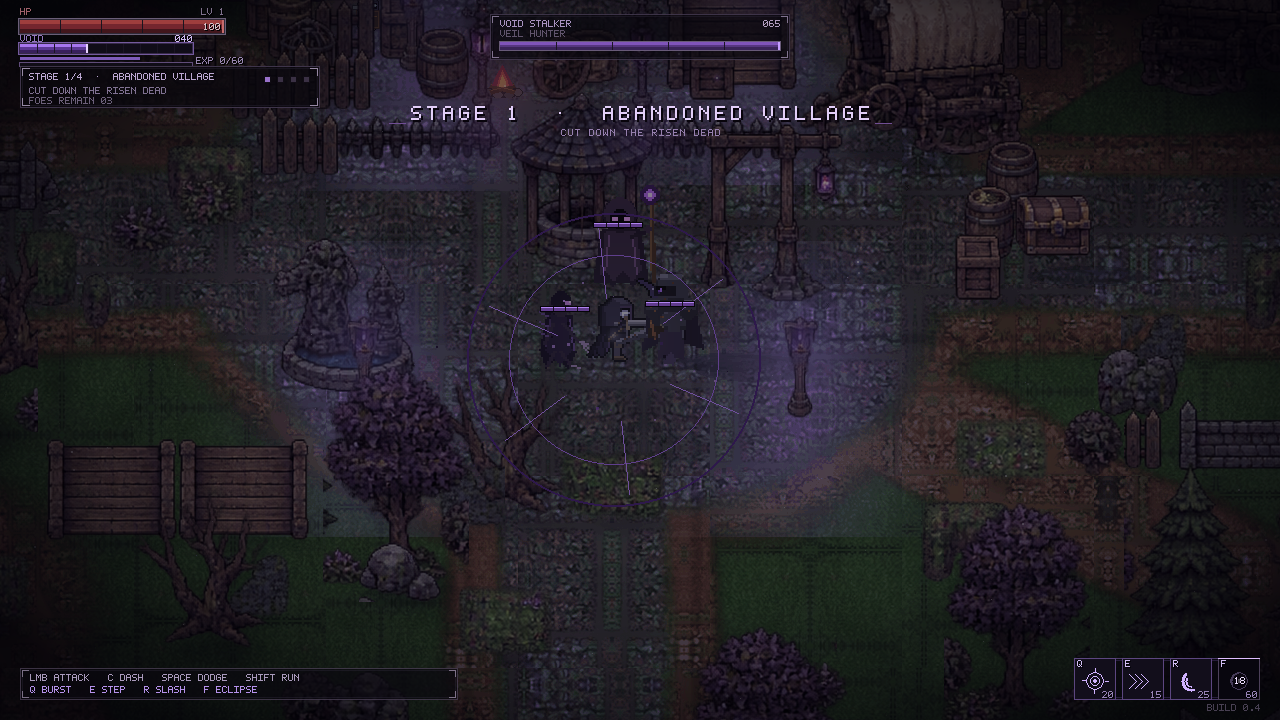 HP LV 1
100
VOID 040
EXP 0/60
STAGE 1/4 · ABANDONED VILLAGE
CUT DOWN THE RISEN DEAD
FOES REMAIN 03
VOID STALKER 065
VEIL HUNTER
STAGE 1 · ABANDONED VILLAGE
CUT DOWN THE RISEN DEAD
LMB ATTACK C DASH SPACE DODGE SHIFT RUN
Q BURST E STEP R SLASH F ECLIPSE
Q E R F
18
20 15 25 60
BUILD 0.4